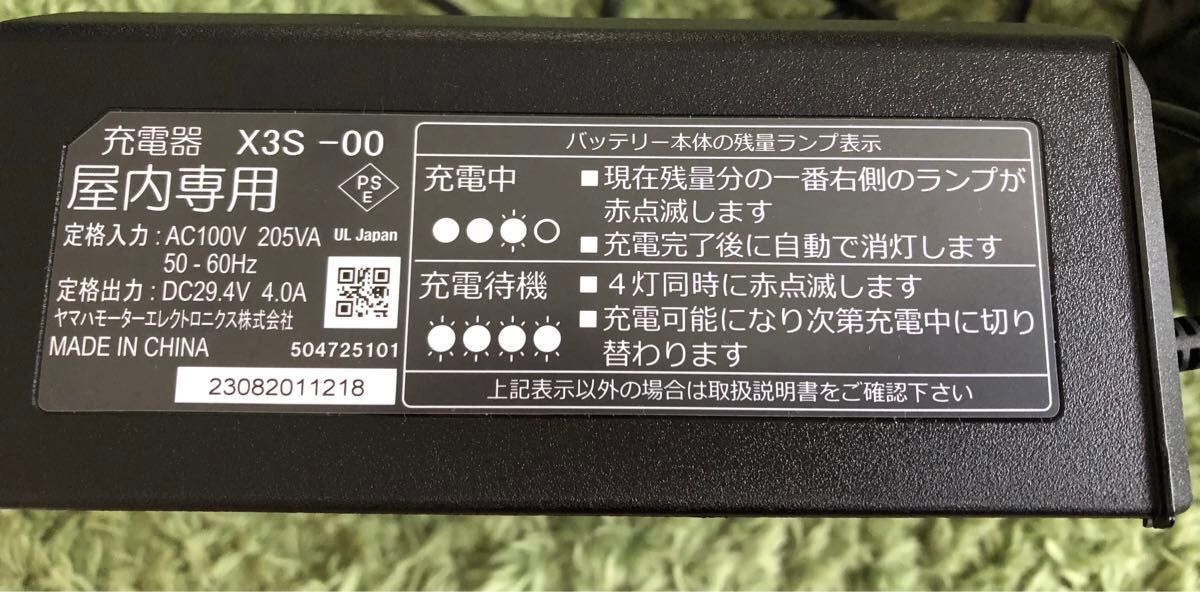 充電器 X3S -00
屋内専用
PS
E
定格入力 : AC100V 205VA
UL Japan
50 - 60Hz
定格出力 : DC29.4V 4.0A
ヤマハモーターエレクトロニクス株式会社
MADE IN CHINA
504725101
23082011218
バッテリー本体の残量ランプ表示
充電中
■現在残量分の一番右側のランプが
赤点滅します
■充電完了後に自動で消灯します
充電待機
■４灯同時に赤点滅します
■充電可能になり次第充電中に切り
替わります
上記表示以外の場合は取扱説明書をご確認下さい